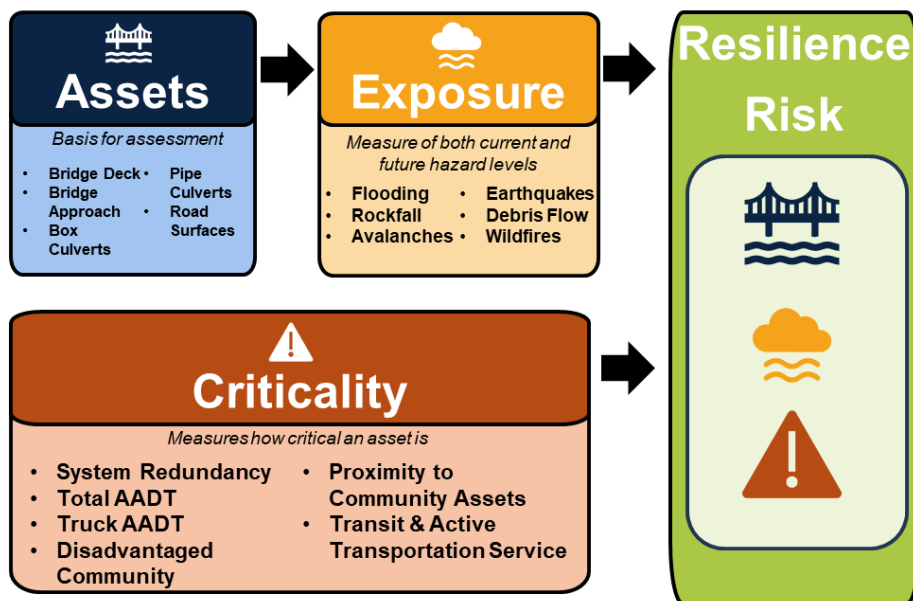 Assets
Basis for assessment
• Bridge Deck
• Bridge
Approach
• Box
Culverts
• Pipe
Culverts
• Road
Surfaces
Exposure
Measure of both current and
future hazard levels
• Flooding
• Rockfall
• Avalanches
• Earthquakes
• Debris Flow
• Wildfires
Resilience
Risk
Criticality
Measures how critical an asset is
• System Redundancy
• Total AADT
• Truck AADT
• Disadvantaged
Community
• Proximity to
Community Assets
• Transit & Active
Transportation Service